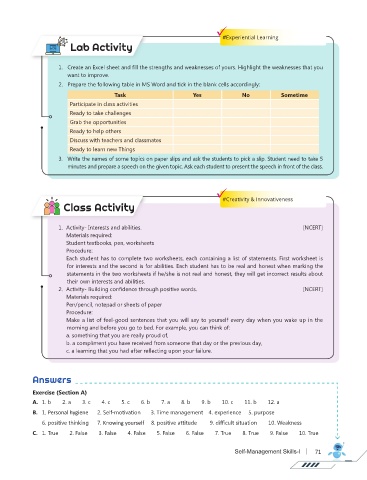 #Experiential Learning
Lab Activity
1. Create an Excel sheet and fill the strengths and weaknesses of yours. Highlight the weaknesses that you
want to improve.
2. Prepare the following table in MS Word and tick in the blank cells accordingly:
Task Yes No Sometime
Participate in class activities
Ready to take challenges
Grab the opportunities
Ready to help others
Discuss with teachers and classmates
Ready to learn new Things
3. Write the names of some topics on paper slips and ask the students to pick a slip. Student need to take 5
minutes and prepare a speech on the given topic. Ask each student to present the speech in front of the class.
#Creativity & Innovativeness
Class Activity
1. Activity- Interests and abilities. [NCERT]
Materials required:
Student textbooks, pen, worksheets
Procedure:
Each student has to complete two worksheets, each containing a list of statements. First worksheet is
for interests and the second is for abilities. Each student has to be real and honest when marking the
statements in the two worksheets if he/she is not real and honest, they will get incorrect results about
their own interests and abilities.
2. Activity- Building confidence through positive words. [NCERT]
Materials required:
Pen/pencil, notepad or sheets of paper
Procedure:
Make a list of feel-good sentences that you will say to yourself every day when you wake up in the
morning and before you go to bed. For example, you can think of:
a. something that you are really proud of,
b. a compliment you have received from someone that day or the previous day,
c. a learning that you had after reflecting upon your failure.
Answers
Exercise (Section A)
A. 1. b 2. a 3. c 4. c 5. c 6. b 7. a 8. b 9. b 10. c 11. b 12. a
B. 1. Personal hygiene 2. Self-motivation 3. Time management 4. experience 5. purpose
6. positive thinking 7. Knowing yourself 8. positive attitude 9. difficult situation 10. Weakness
C. 1. True 2. False 3. False 4. False 5. False 6. False 7. True 8. True 9. False 10. True
Self-Management Skills-I 71